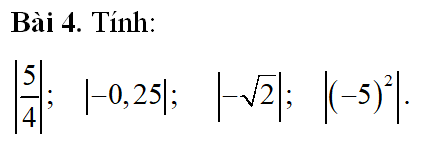 Bài 4. Tính:
|5/4|; |−0,25|; |−√2|; |(−5)²|.